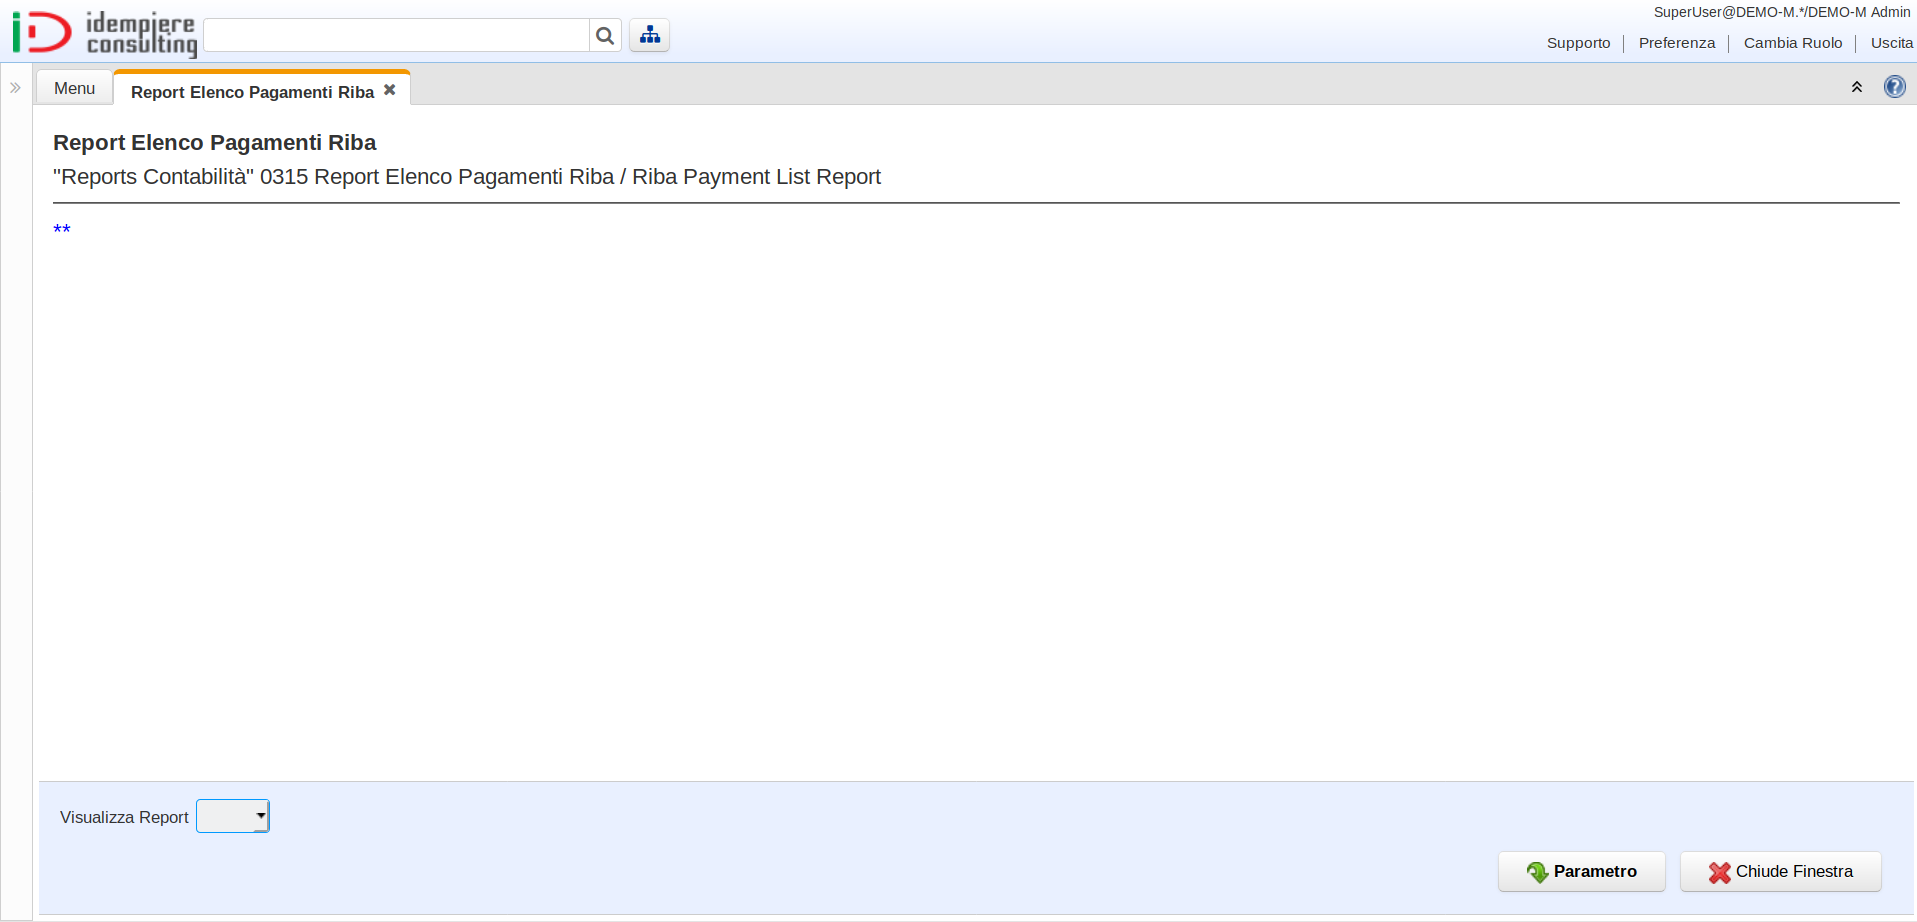 idempiere
consulting
SuperUser@DEMO-M.*/DEMO-M Admin
Supporto
Preferenza
Cambia Ruolo
Uscita
Menu
Report Elenco Pagamenti Riba
Report Elenco Pagamenti Riba
"Reports Contabilità" 0315 Report Elenco Pagamenti Riba / Riba Payment List Report
**
Visualizza Report
Parametro
Chiude Finestra